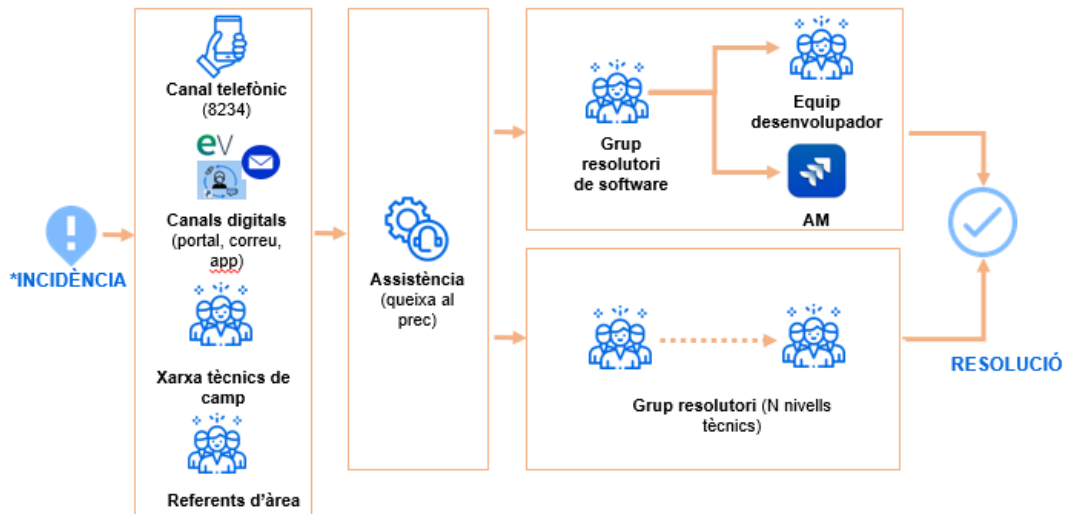 *INCIDÈNCIA
Canal telefònic
(8234)
eV
Canals digitals
(portal, correu,
app)
Xarxa tècnics de
camp
Referents d'àrea
Assistència
(queixa al
prec)
Grup
resolutori
de software
Equip
desenvolupador
AM
Grup resolutori (N nivells
tècnics)
RESOLUCIÓ